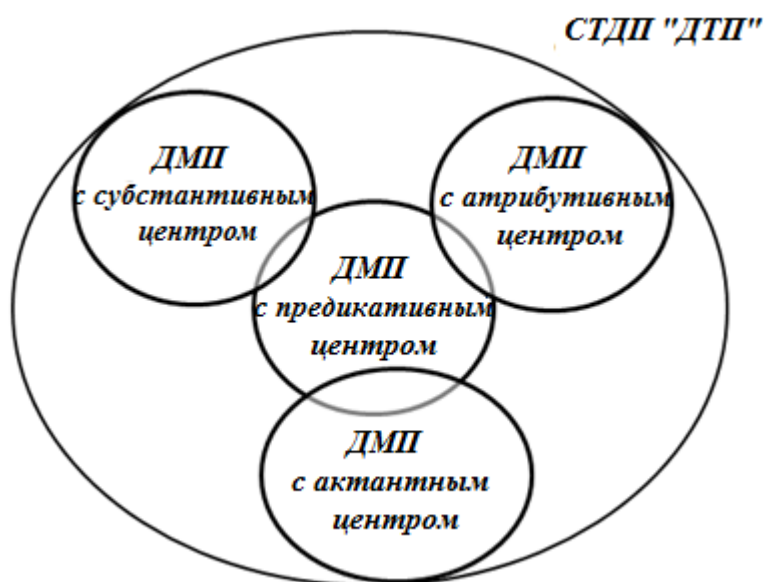 СТДП "ДТП"
ДМП
с субстантивным
центром
ДМП
с атрибутивным
центром
ДМП
с предикативным
центром
ДМП
с актантным
центром